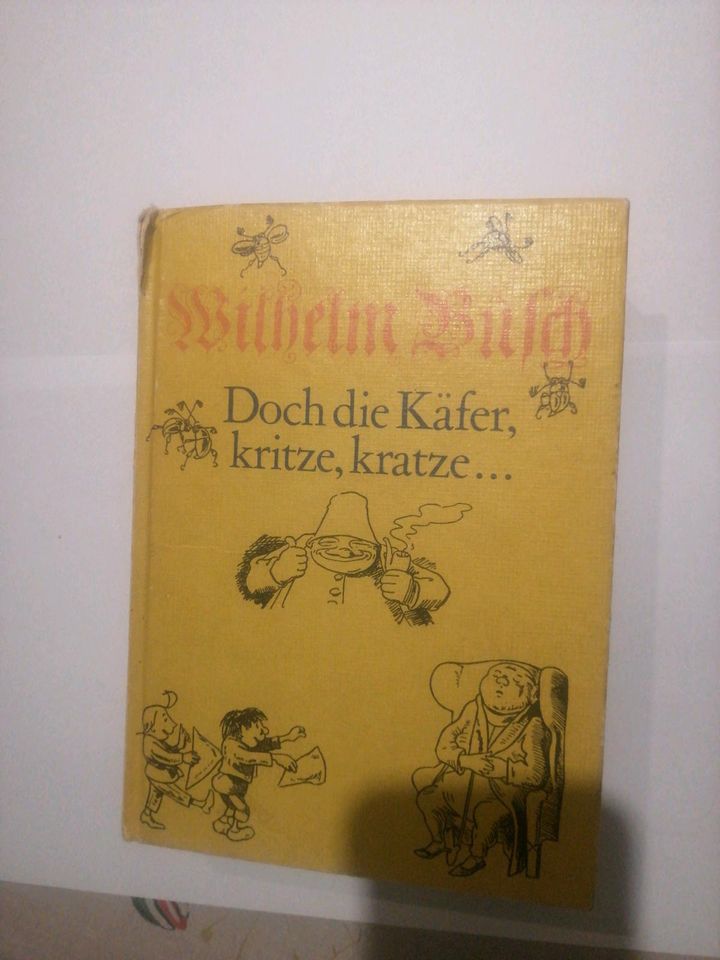 Wilhelm Busch
Doch die Käfer,
kritze, kratze...